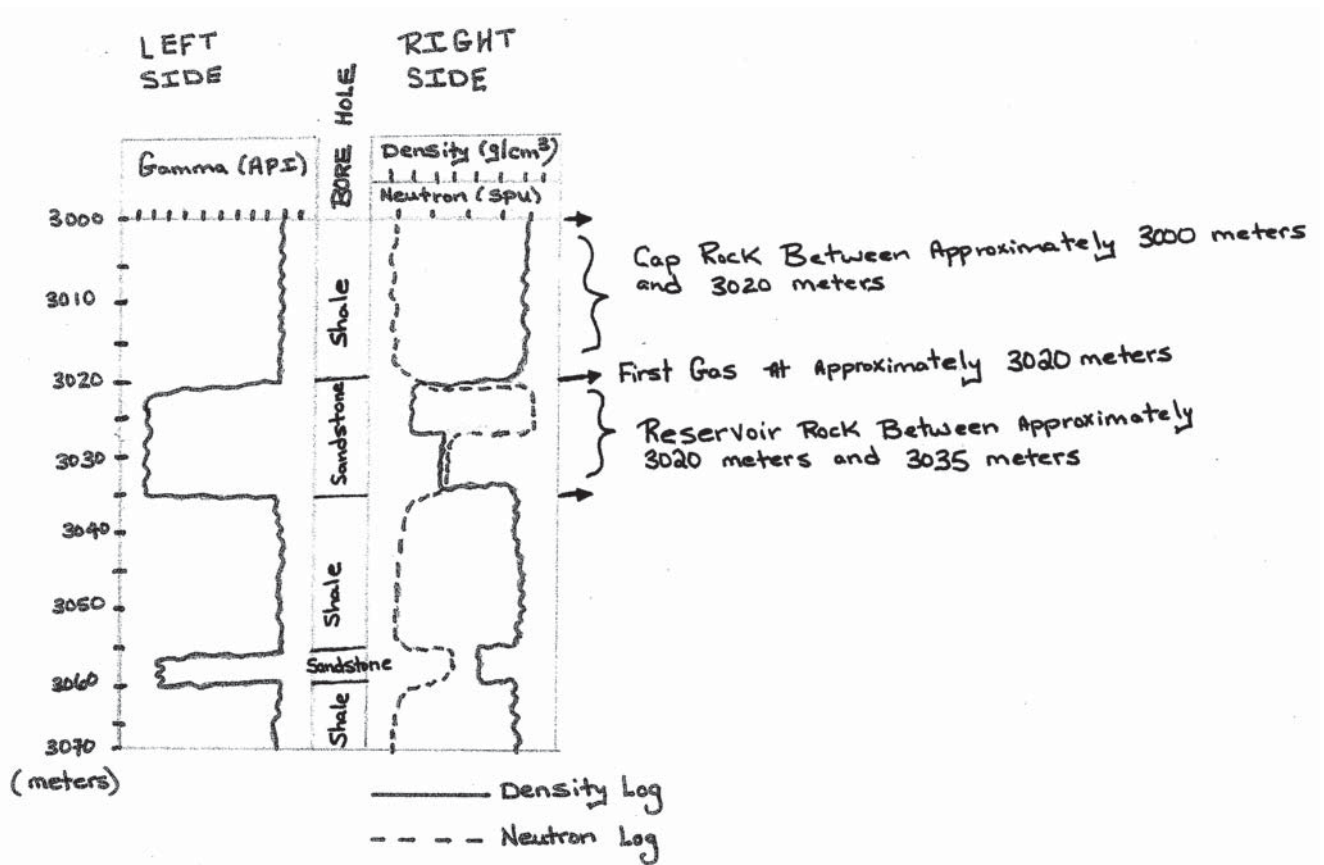 LEFT
SIDE
BORE HOLE
RIGHT
SIDE
Gamma (API)
Density (g/cm³)
Neutron (spu)
3000
3010
3020
3030
3040
3050
3060
3070
(meters)
Shale
Sandstone
Shale
Sandstone
Shale
Cap Rock Between Approximately 3000 meters
and 3020 meters
First Gas At Approximately 3020 meters
Reservoir Rock Between Approximately
3020 meters and 3035 meters
Density Log
Neutron Log